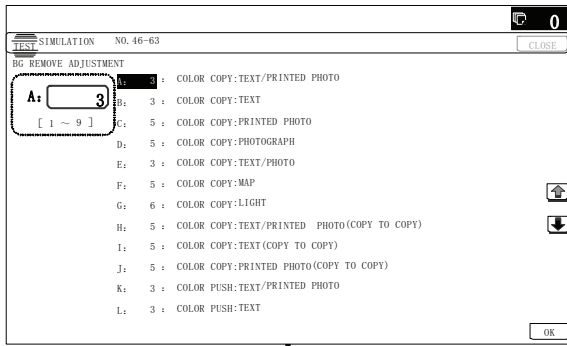 0
TEST SIMULATION NO. 46-63
CLOSE
BG REMOVE ADJUSTMENT
A: 3
[ 1 ～ 9 ]
A: 3 : COLOR COPY:TEXT/PRINTED PHOTO
B: 3 : COLOR COPY:TEXT
C: 5 : COLOR COPY:PRINTED PHOTO
D: 5 : COLOR COPY:PHOTOGRAPH
E: 3 : COLOR COPY:TEXT/PHOTO
F: 5 : COLOR COPY:MAP
G: 6 : COLOR COPY:LIGHT
H: 5 : COLOR COPY:TEXT/PRINTED PHOTO(COPY TO COPY)
I: 5 : COLOR COPY:TEXT(COPY TO COPY)
J: 5 : COLOR COPY:PRINTED PHOTO(COPY TO COPY)
K: 3 : COLOR PUSH:TEXT/PRINTED PHOTO
L: 3 : COLOR PUSH:TEXT
OK